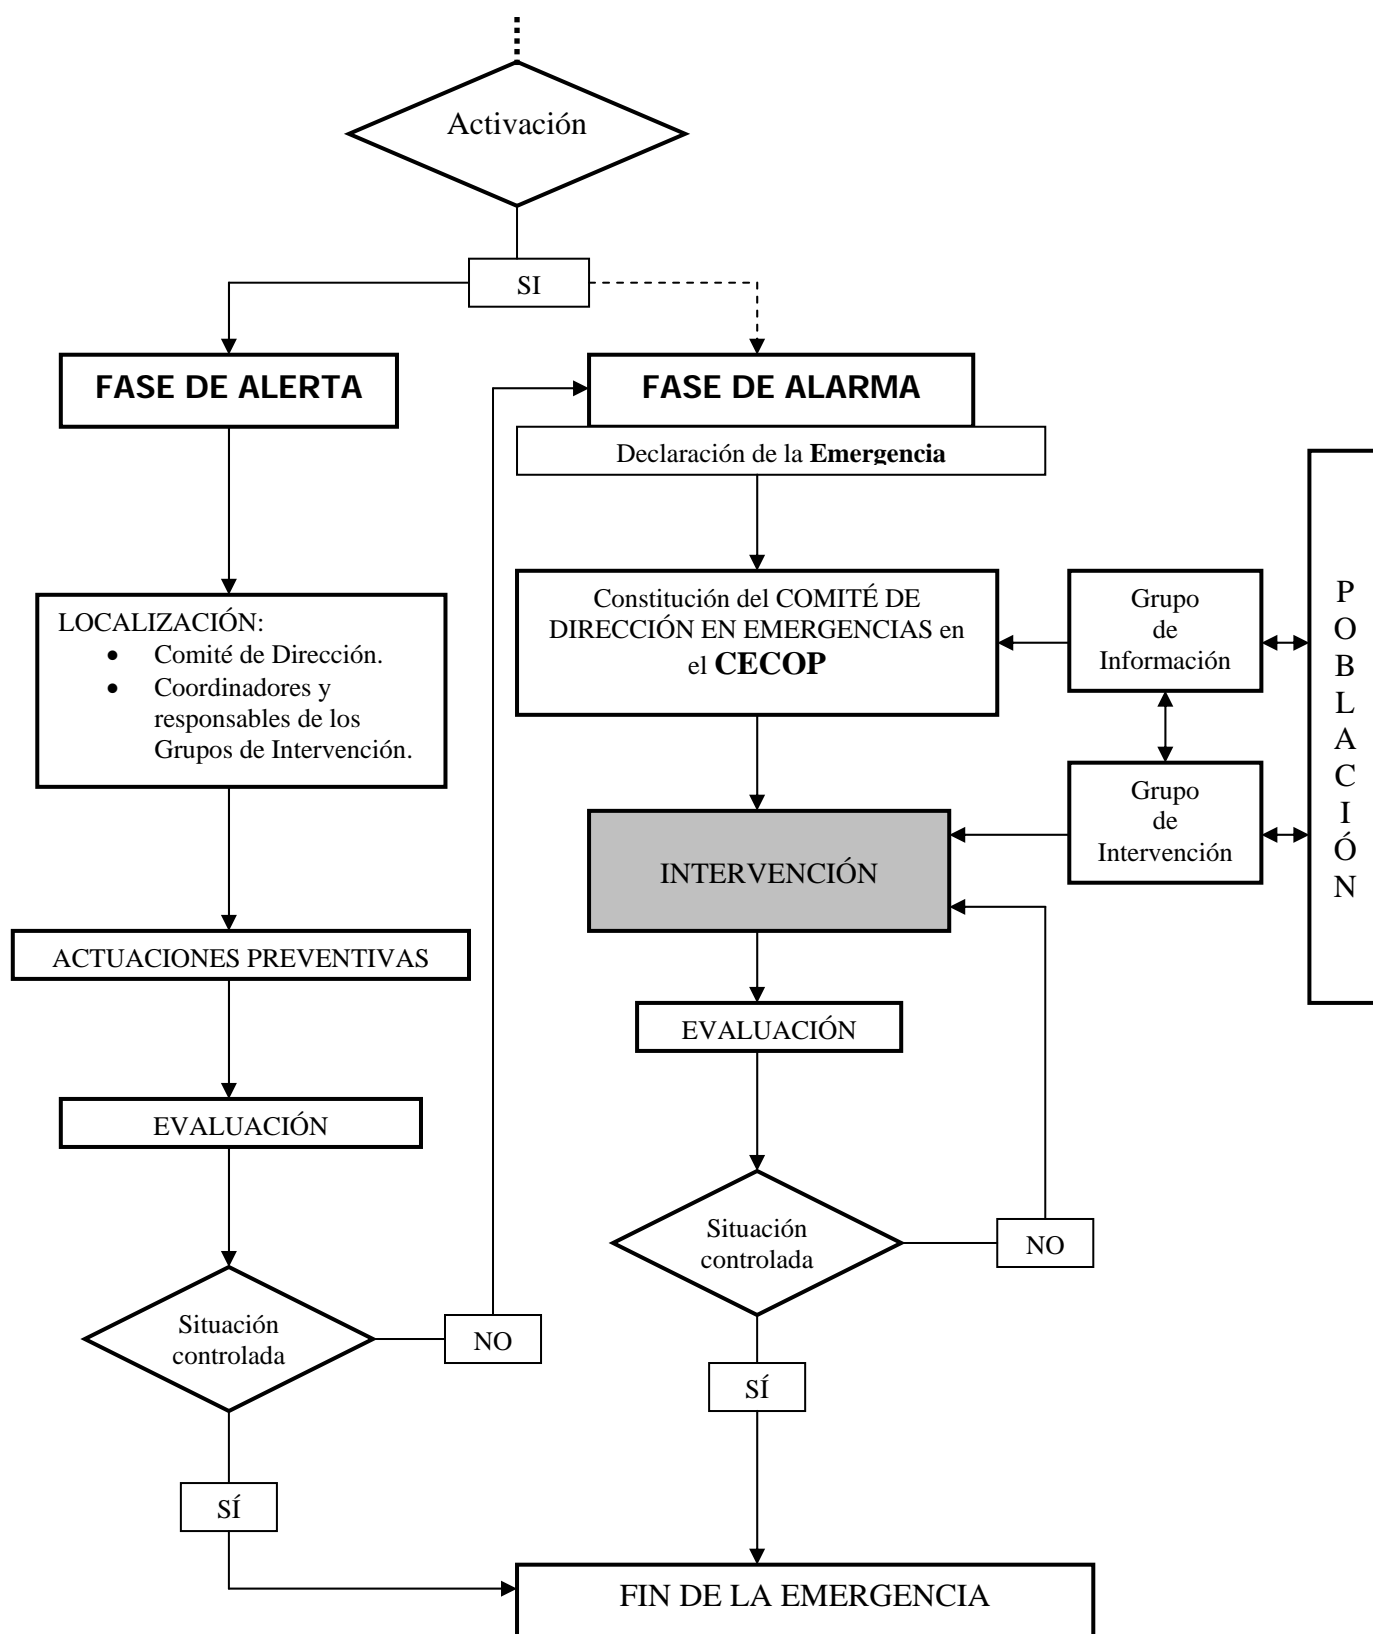 Activación
SI
FASE DE ALERTA
FASE DE ALARMA
Declaración de la Emergencia
LOCALIZACIÓN:
• Comité de Dirección.
• Coordinadores y
responsables de los
Grupos de Intervención.
Constitución del COMITÉ DE
DIRECCIÓN EN EMERGENCIAS en
el CECOP
Grupo
de
Información
Grupo
de
Intervención
P
O
B
L
A
C
I
Ó
N
INTERVENCIÓN
ACTUACIONES PREVENTIVAS
EVALUACIÓN
EVALUACIÓN
Situación
controlada
NO
Situación
controlada
NO
SÍ
SÍ
FIN DE LA EMERGENCIA